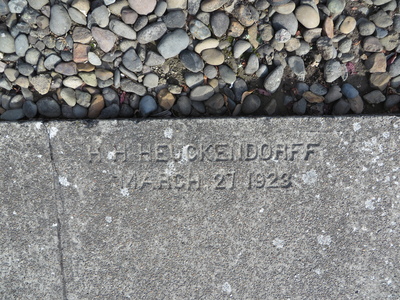 H. H. HEUCKENDORFF
MARCH 27 1923